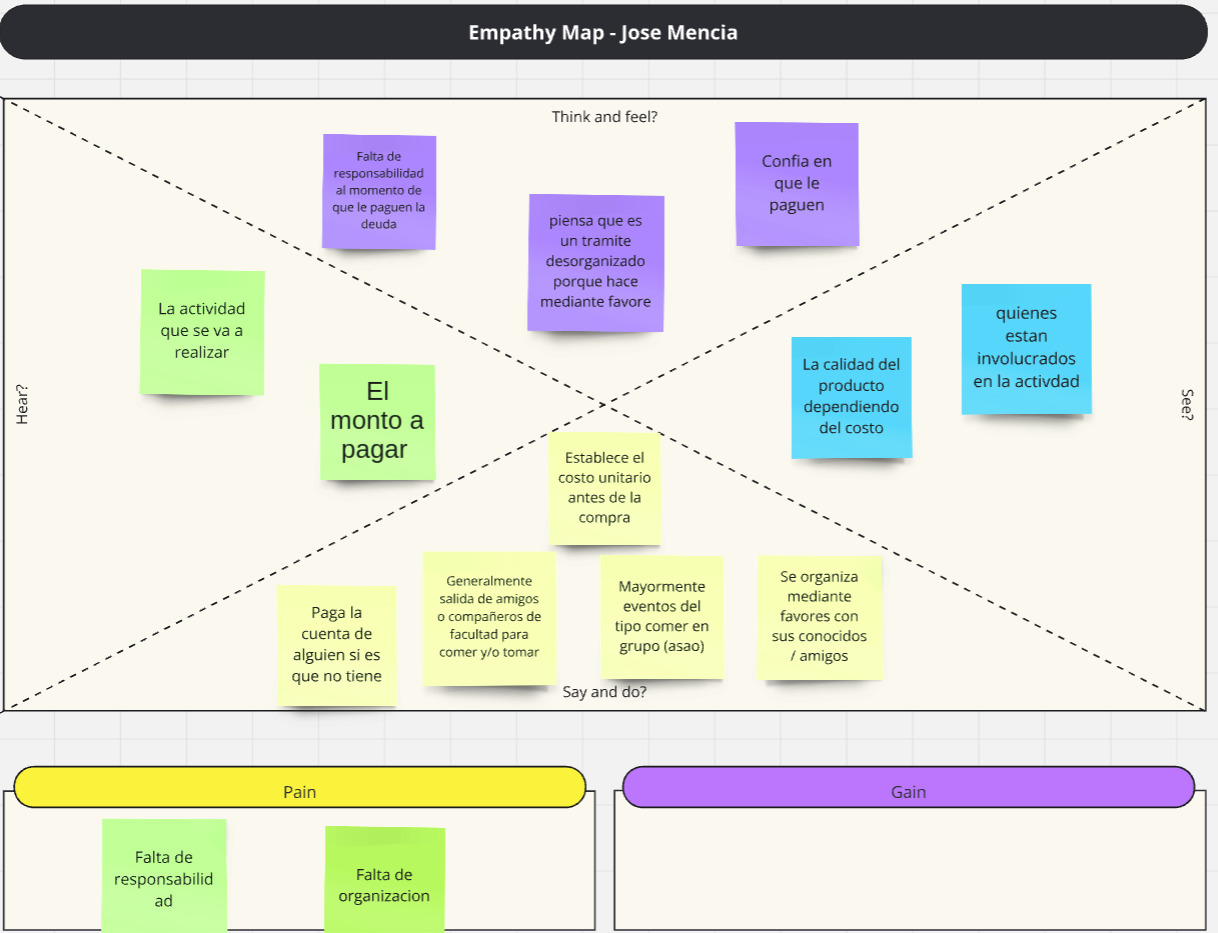 Empathy Map - Jose Mencia
Think and feel?
Falta de
responsabilidad
al momento de
que le paguen la
deuda
piensa que es
un tramite
desorganizado
porque hace
mediante favore
Confia en
que le
paguen
Hear?
La actividad
que se va a
realizar
El
monto a
pagar
La calidad del
producto
dependiendo
del costo
quienes
estan
involucrados
en la activdad
See?
Establece el
costo unitario
antes de la
compra
Paga la
cuenta de
alguien si es
que no tiene
Generalmente
salida de amigos
o compañeros de
facultad para
comer y/o tomar
Mayormente
eventos del
tipo comer en
grupo (asao)
Se organiza
mediante
favores con
sus conocidos
/ amigos
Say and do?
Pain
Falta de
responsabilid
ad
Falta de
organizacion
Gain